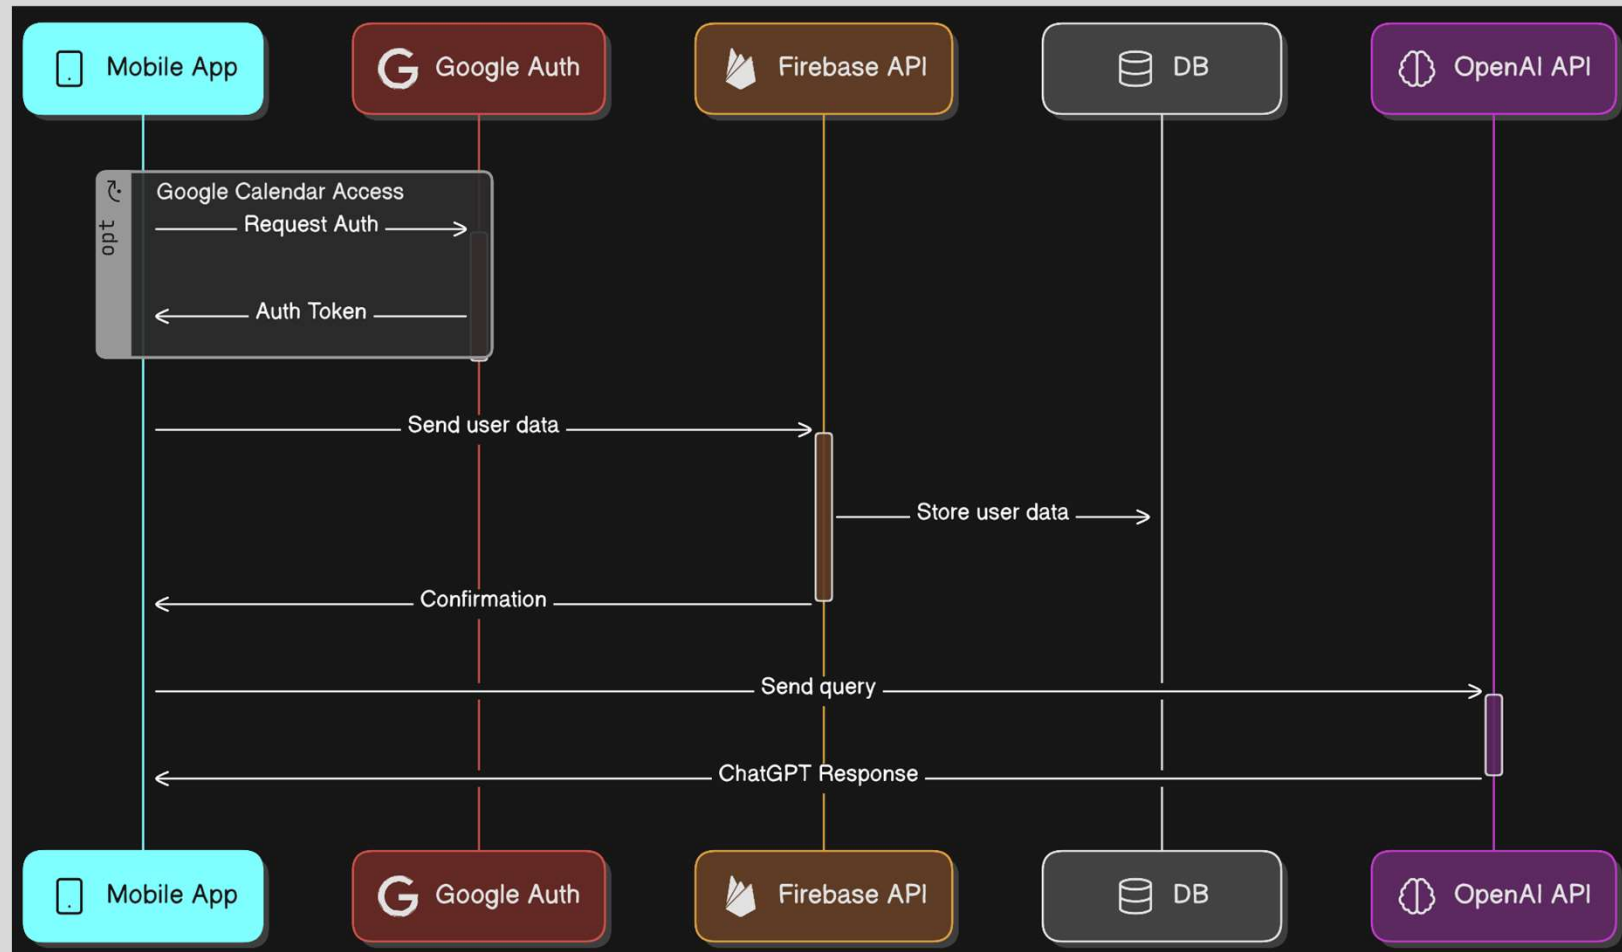 Mobile App
Google Auth
Firebase API
DB
OpenAI API
opt
Google Calendar Access
Request Auth
Auth Token
Send user data
Store user data
Confirmation
Send query
ChatGPT Response
Mobile App
Google Auth
Firebase API
DB
OpenAI API